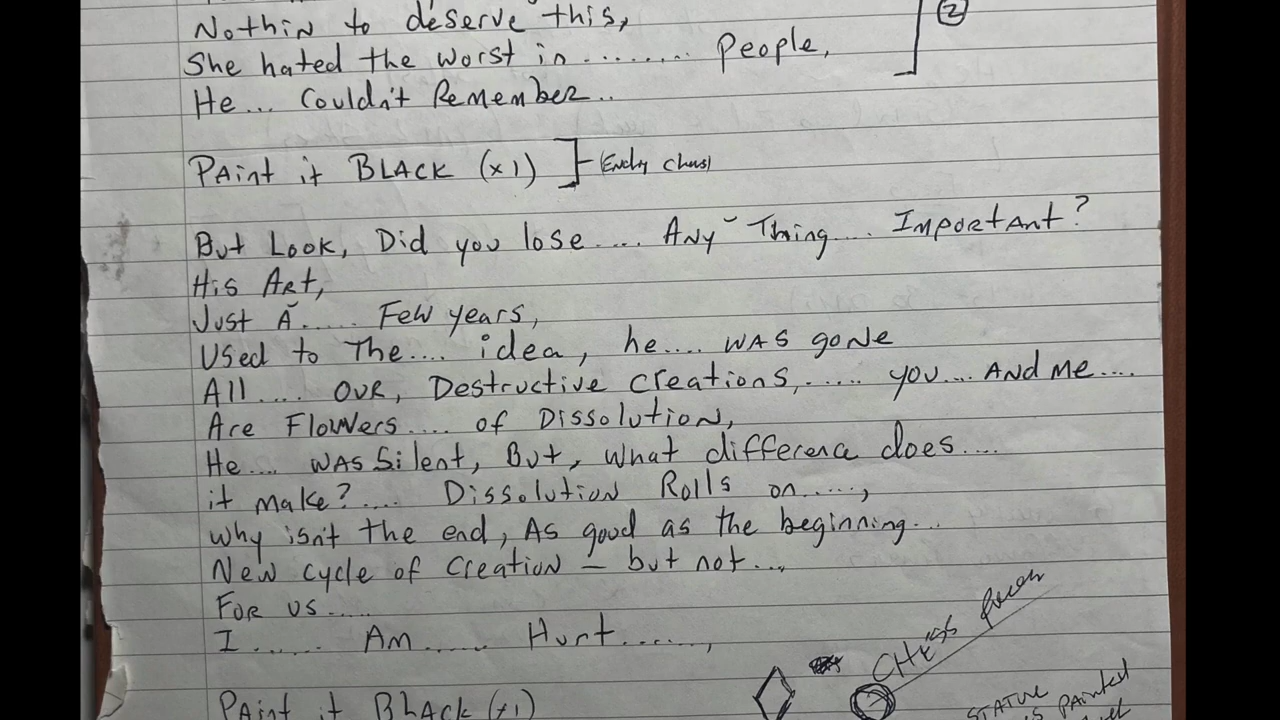 Nothin to deserve this, ②
She hated the worst in ........ People,
He... Couldn't Remember..
Paint it BLACK (x1)
But Look, Did you lose.... Any Thing.... Important?
His Art,
Just A...... Few years,
Used to The.... idea, he.... was gone
All.... our, Destructive Creations,...... you.... And me....
Are Flowers.... of Dissolution,
He.... was Silent, But, what difference does....
it make?.... Dissolution Rolls on.....,
Why isn't the end, As good as the beginning...
New cycle of Creation – but not...,
For us.....
I...... Am...... Hunt.....,
Paint it Black (x1)
STATUE
PAINTED